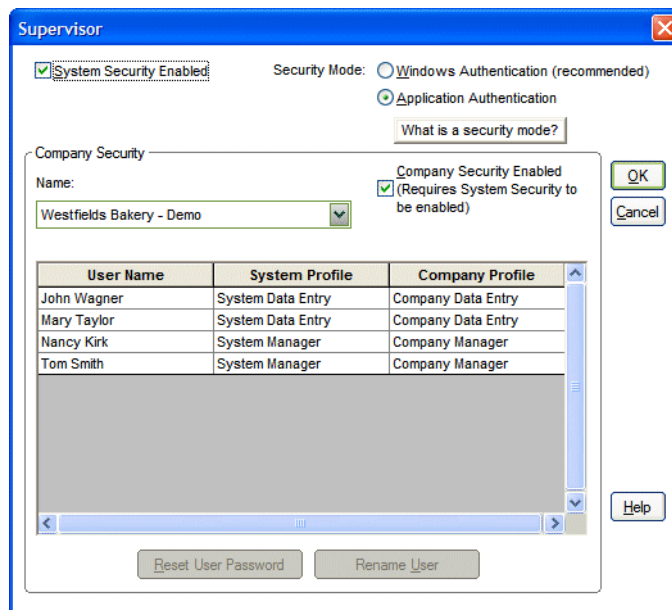 Supervisor
System Security Enabled
Security Mode:
Windows Authentication (recommended)
Application Authentication
What is a security mode?
Company Security
Name:
Westfields Bakery - Demo
Company Security Enabled
(Requires System Security to
be enabled)
OK
Cancel
User Name System Profile Company Profile
John Wagner System Data Entry Company Data Entry
Mary Taylor System Data Entry Company Data Entry
Nancy Kirk System Manager Company Manager
Tom Smith System Manager Company Manager
Help
Reset User Password
Rename User